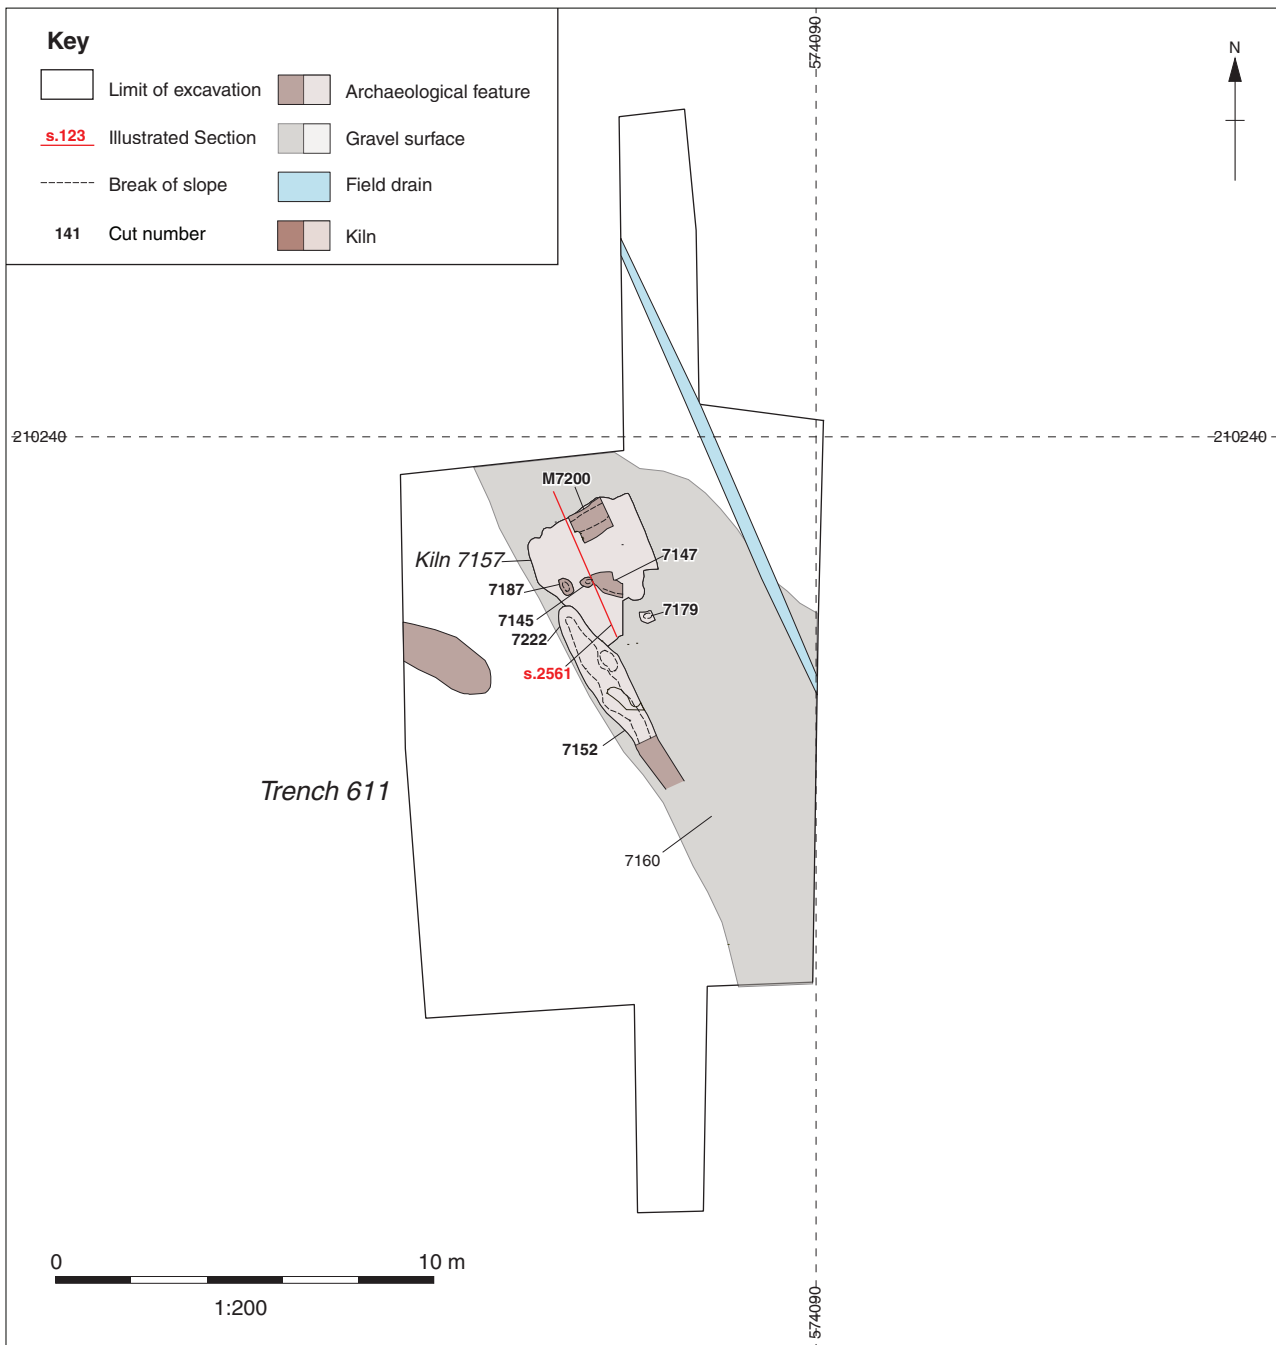 Key
Limit of excavation
Archaeological feature
s.123
Illustrated Section
Gravel surface
Break of slope
Field drain
141
Cut number
Kiln
574090
N
210240
210240
M7200
Kiln 7157
7147
7187
7179
7145
7222
s.2561
7152
Trench 611
7160
0
10 m
1:200
574090